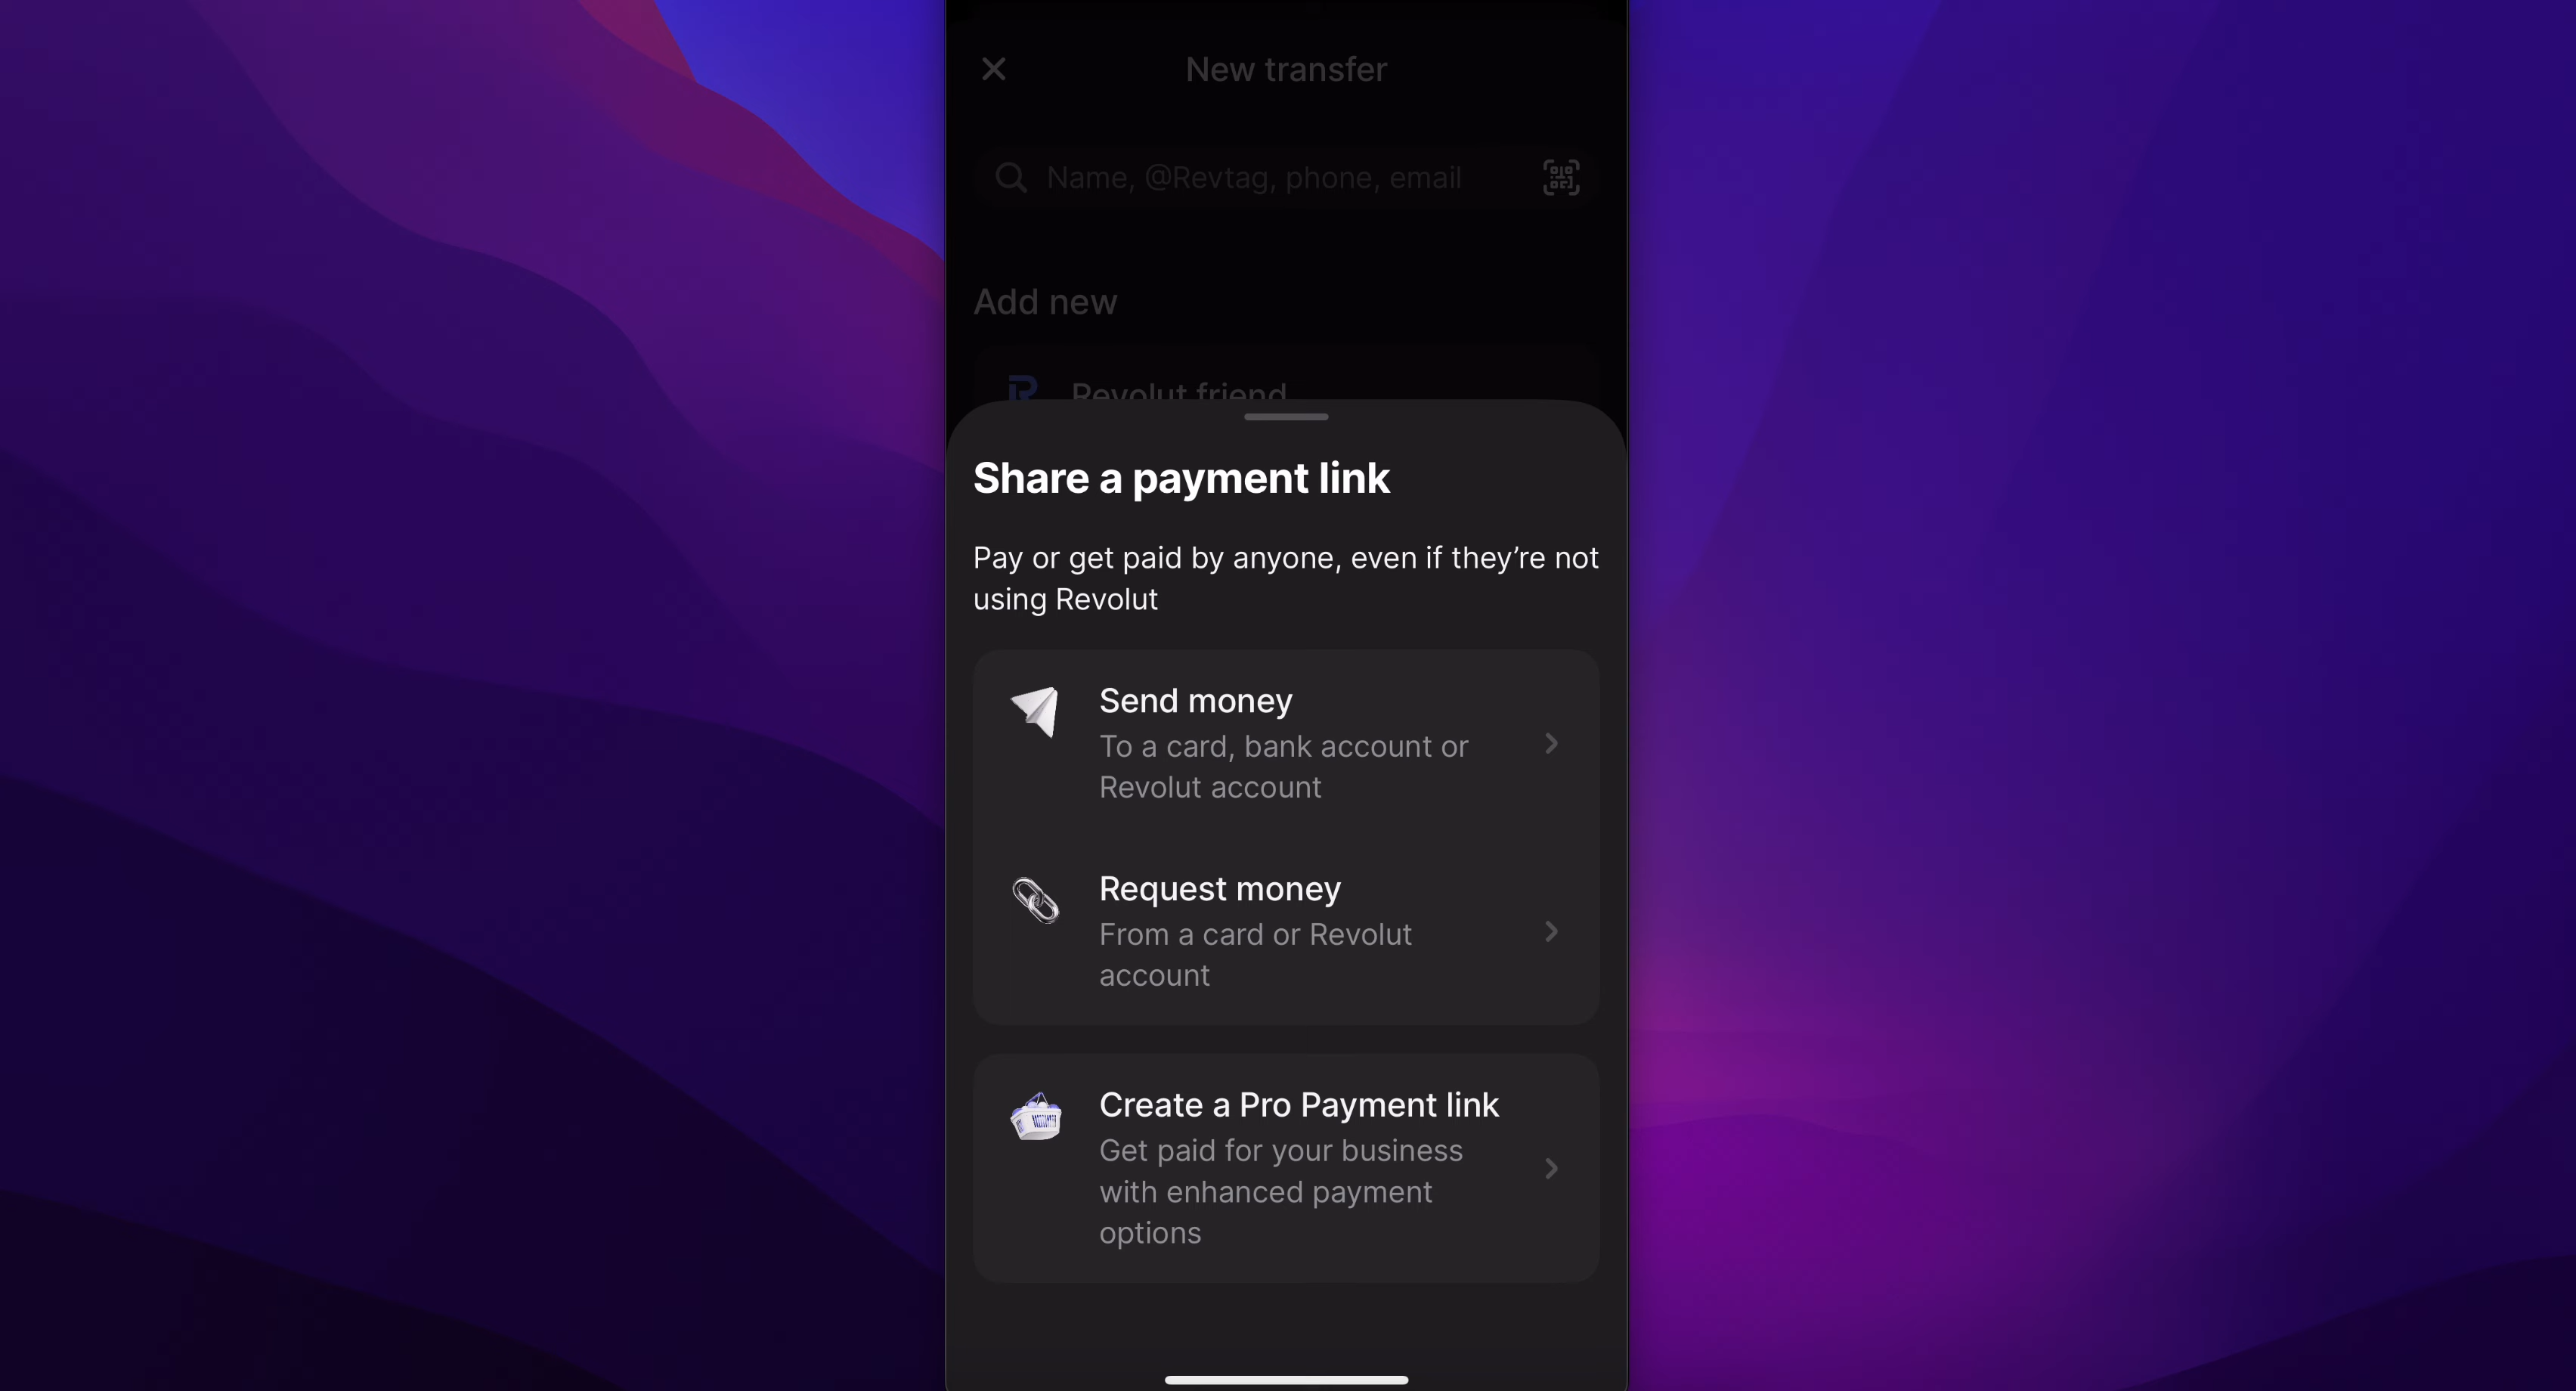 New transfer
Name, @Revtag, phone, email
Add new
Revolut friend
Share a payment link
Pay or get paid by anyone, even if they’re not
using Revolut
Send money
To a card, bank account or
Revolut account
Request money
From a card or Revolut
account
Create a Pro Payment link
Get paid for your business
with enhanced payment
options